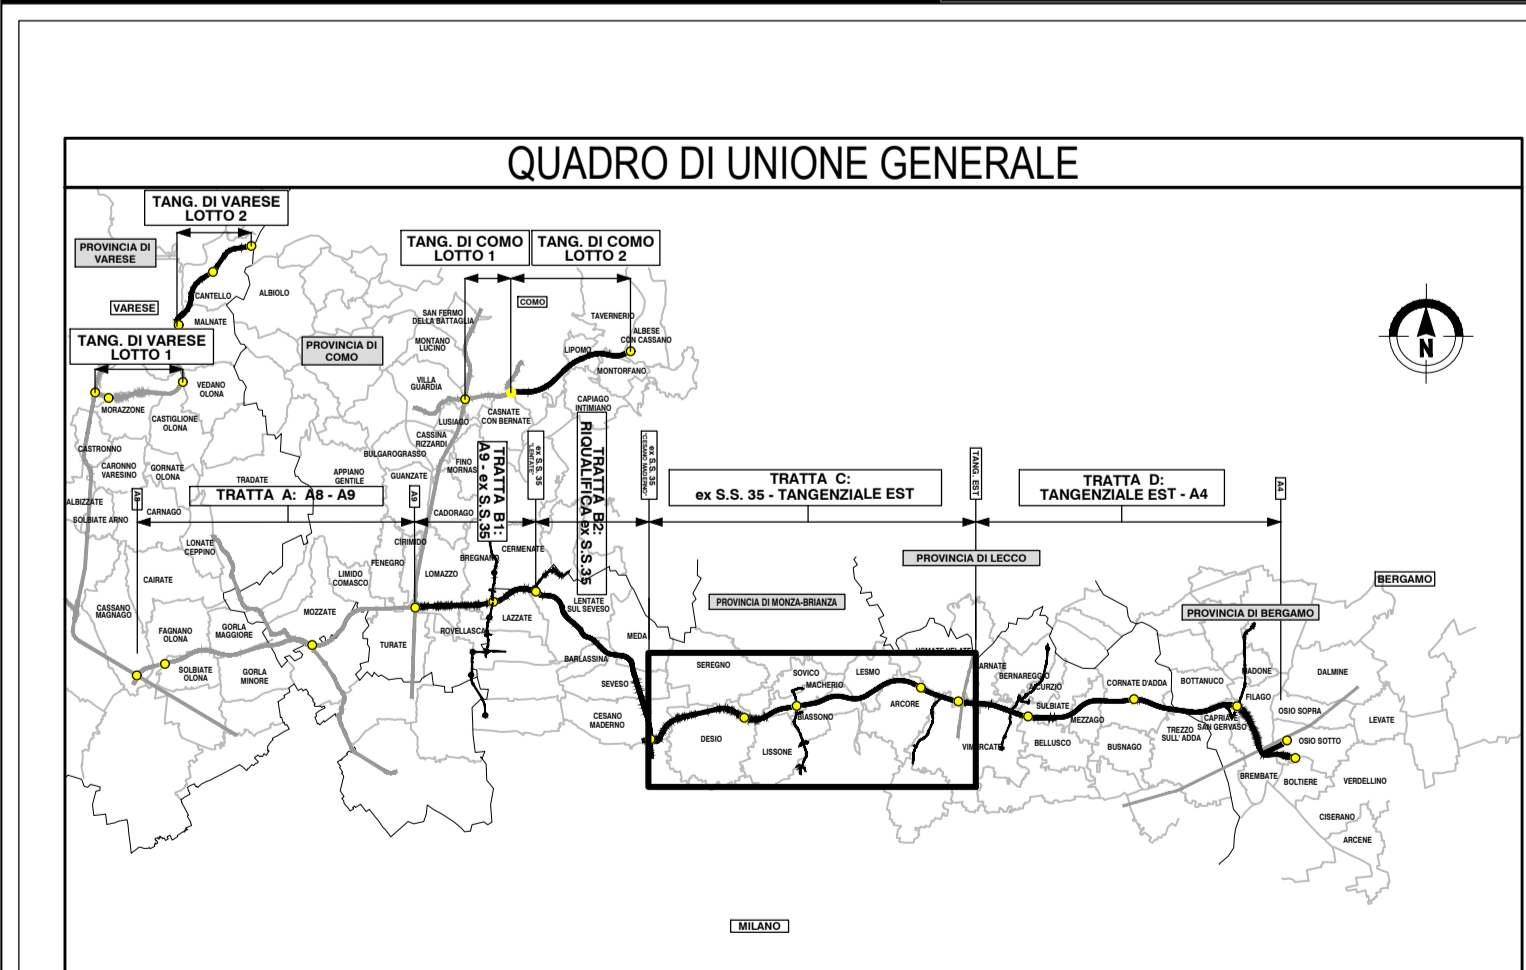 QUADRO DI UNIONE GENERALE
TANG. DI VARESE
LOTTO 2
PROVINCIA DI
VARESE
TANG. DI COMO
LOTTO 1
TANG. DI COMO
LOTTO 2
CANTELLO
ALBIOLO
VARESE
COMO
MALNATE
SAN FERMO
DELLA BATTAGLIA
TAVERNERIO
TANG. DI VARESE
LOTTO 1
PROVINCIA DI
COMO
MONTANO
LUCINO
ALBESE
CON CASSANO
LIPOMO
MONTORFANO
N
VEDANO
OLONA
VILLA
GUARDIA
MORAZZONE
CASTIGLIONE
OLONA
LUSIAGO
CASNATE
CON BERNATE
CAPIAGO
INTIMIANO
CASSINA
RIZZARDI
CASTRONNO
BULGAROGRASSO
CARONNO
VARESINO
GORNATE
OLONA
TRADATE
APPIANO
GENTILE
GUANZATE
FINO
MORNAS
TRATTA B1:
A9 - ex S.S.35
ex S.S. 35
"LENTATE"
TRATTA B2:
RIQUALIFICA ex S.S.35
ex S.S. 35
"CESANO MADERNO"
TRATTA C:
ex S.S. 35 - TANGENZIALE EST
TANG. EST
TRATTA D:
TANGENZIALE EST - A4
A4
ALBIZZATE
A8
TRATTA A: A8 - A9
A9
SOLBIATE ARNO
CARNAGO
CADORAGO
LONATE
CEPPINO
CIRIMIDO
CERMENATE
BREGNANO
FENEGRO
PROVINCIA DI LECCO
CAIRATE
LIMIDO
COMASCO
LOMAZZO
BERGAMO
CASSANO
MAGNAGO
MOZZATE
LAZZATE
LENTATE
SUL SEVESO
PROVINCIA DI MONZA-BRIANZA
PROVINCIA DI BERGAMO
FAGNANO
OLONA
GORLA
MAGGIORE
ROVELLASCA
TURATE
MEDA
SOLBIATE
OLONA
GORLA
MINORE
BARLASSINA
SEREGNO
SOVICO
LESMO
MACHERIO
BERNAREGGIO
MADONE
DALMINE
SEVESO
CORNATE D'ADDA
BOTTANUCO
FILAGO
CESANO
MADERNO
BIASSONO
ARCORE
SULBIATE
MEZZAGO
OSIO SOPRA
LEVATE
CAPRIATE
SAN GERVASO
DESIO
LISSONE
VIMERCATE
BELLUSCO
BUSNAGO
TREZZO
SULL' ADDA
OSIO SOTTO
BREMBATE
BOLTIERE
VERDELLINO
CISERANO
ARCENE
MILANO